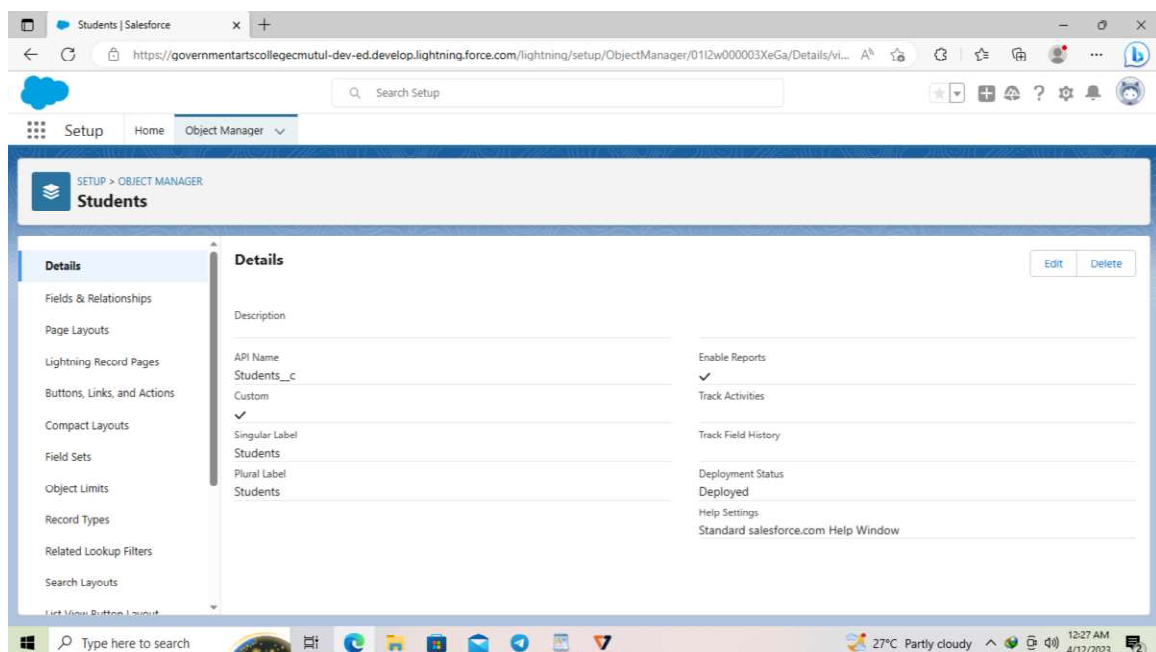 Students | Salesforce
https://governmentartscollegecmutul-dev-ed.develop.lightning.force.com/lightning/setup/ObjectManager/01I2w000003XeGa/Details/vi...
Search Setup
Setup Home Object Manager
SETUP > OBJECT MANAGER
Students
Details
Fields & Relationships
Page Layouts
Lightning Record Pages
Buttons, Links, and Actions
Compact Layouts
Field Sets
Object Limits
Record Types
Related Lookup Filters
Search Layouts
List View Button Layout
Details
Edit Delete
Description
API Name
Students__c
Custom
Singular Label
Students
Plural Label
Students
Enable Reports
Track Activities
Track Field History
Deployment Status
Deployed
Help Settings
Standard salesforce.com Help Window
Type here to search
27°C Partly cloudy
12:27 AM
4/12/2023